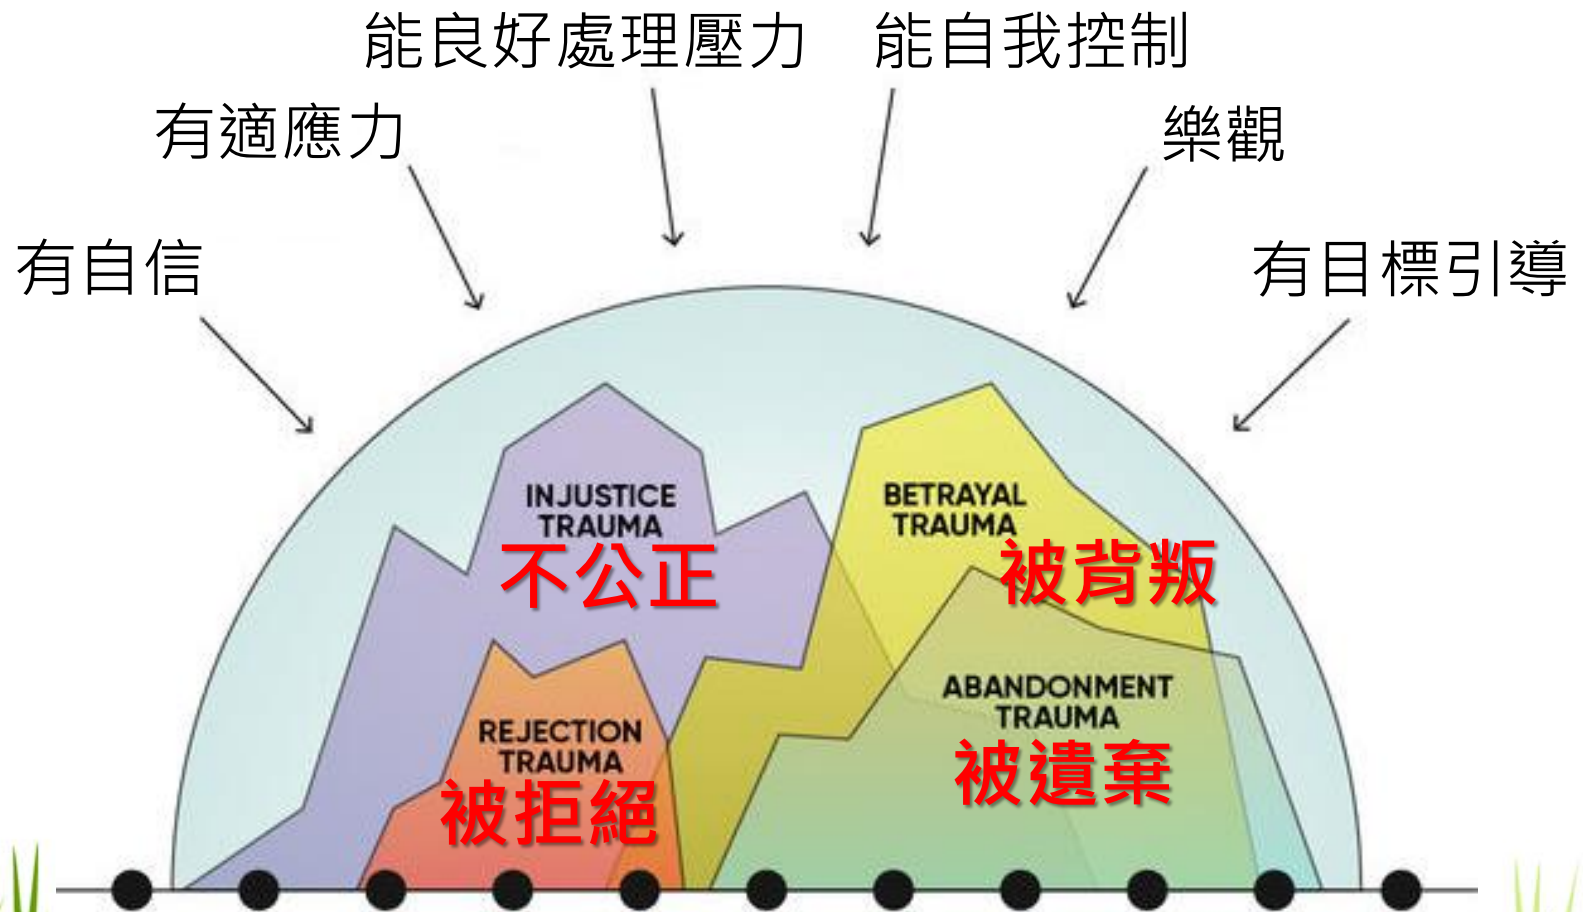 能良好處理壓力
能自我控制
有適應力
樂觀
有自信
有目標引導
INJUSTICE
TRAUMA
不公正
BETRAYAL
TRAUMA
被背叛
REJECTION
TRAUMA
被拒絕
ABANDONMENT
TRAUMA
被遺棄